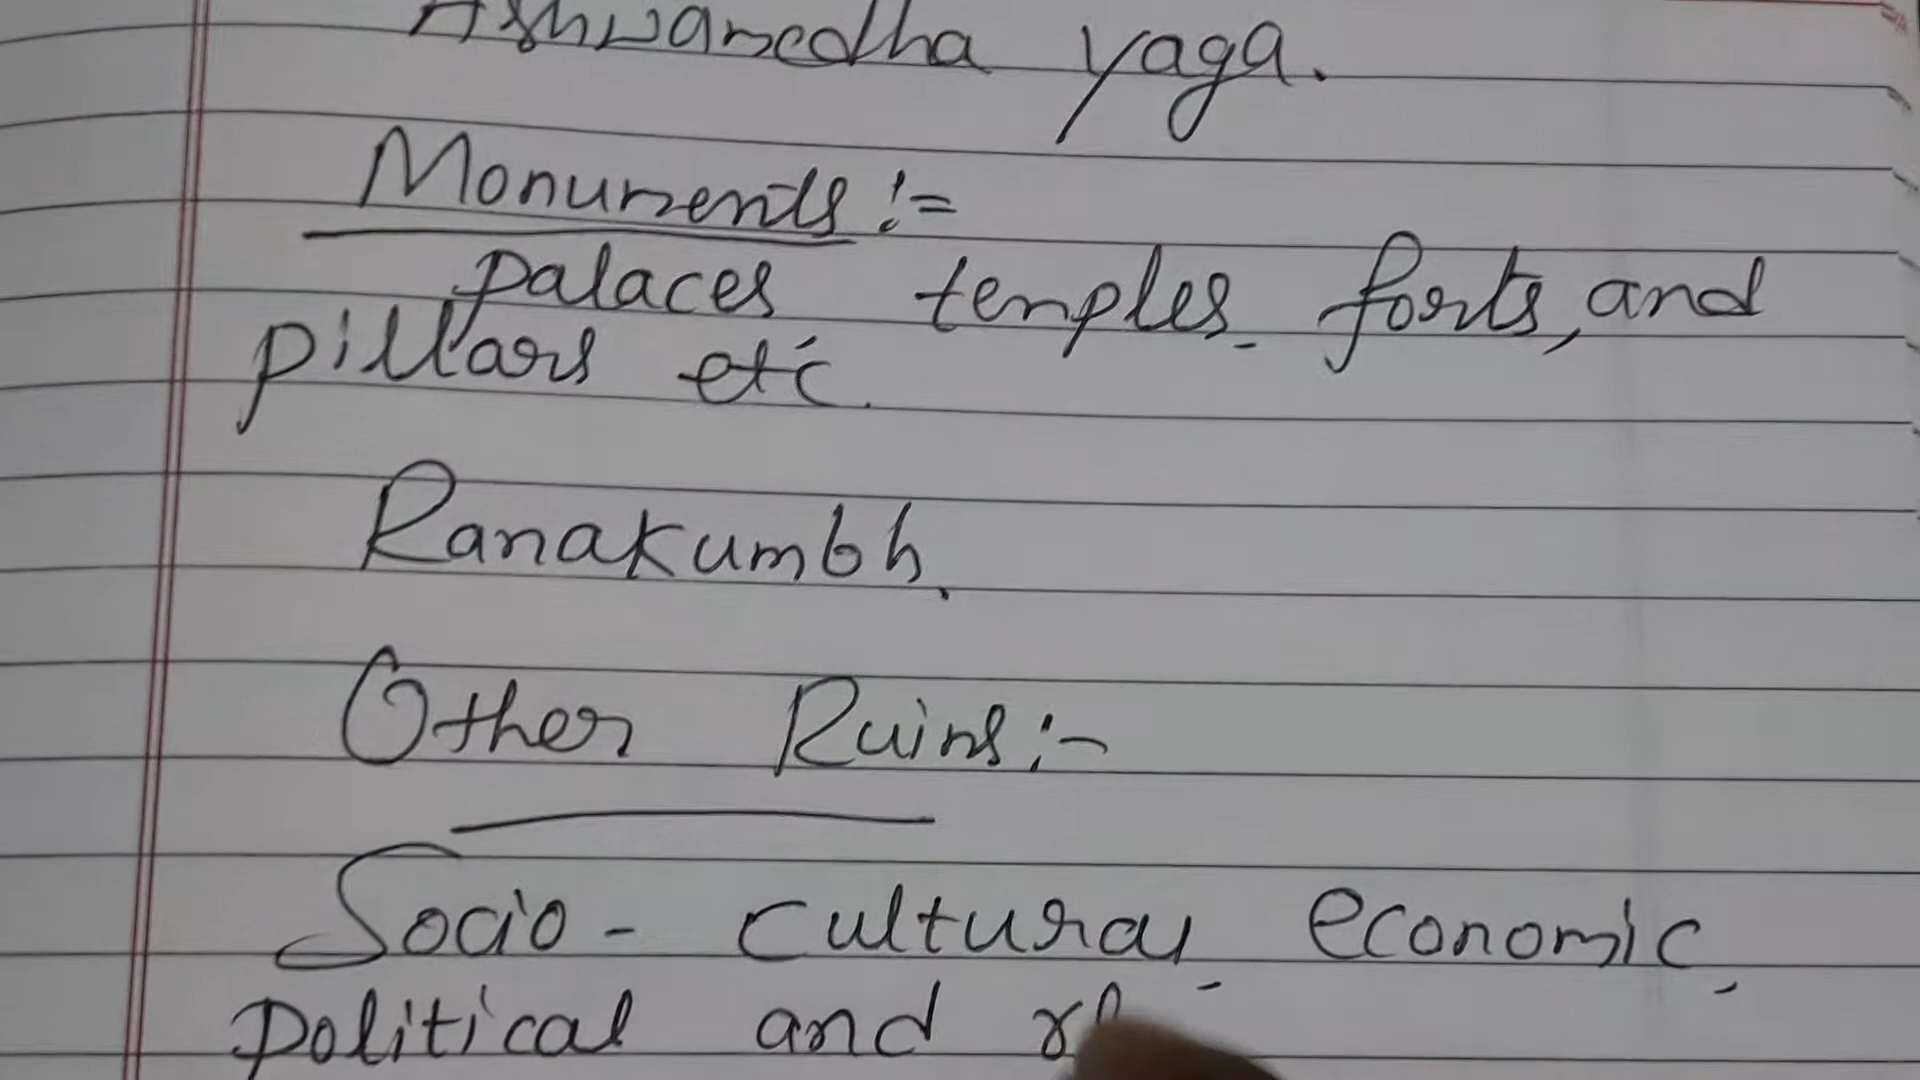 Ashwamedha yaga.
Monuments :=
palaces temples, forts, and
pillars etc.
Ranakumbh.
Other Ruins :-
Socio - cultural, economic,
political and